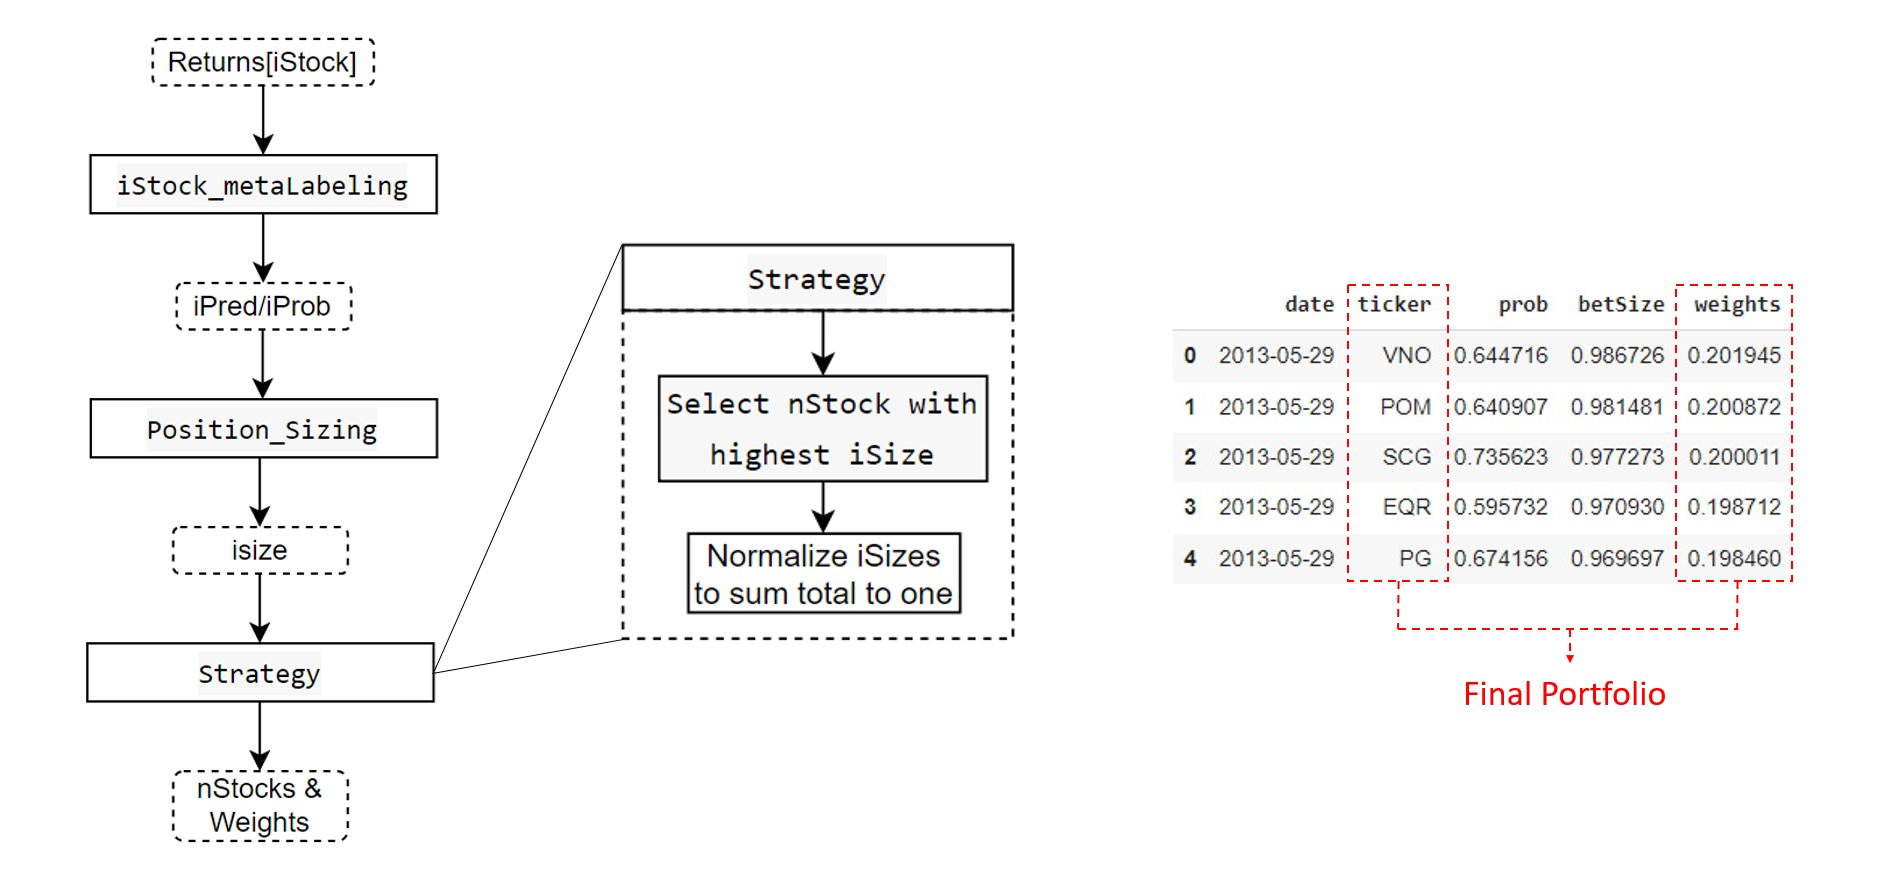 Returns[iStock]
iStock_metaLabeling
iPred/iProb
Position_Sizing
isize
Strategy
nStocks &
Weights
Strategy
Select nStock with
highest iSize
Normalize iSizes
to sum total to one
date ticker prob betSize weights
0 2013-05-29 VNO 0.644716 0.986726 0.201945
1 2013-05-29 POM 0.640907 0.981481 0.200872
2 2013-05-29 SCG 0.735623 0.977273 0.200011
3 2013-05-29 EQR 0.595732 0.970930 0.198712
4 2013-05-29 PG 0.674156 0.969697 0.198460
Final Portfolio